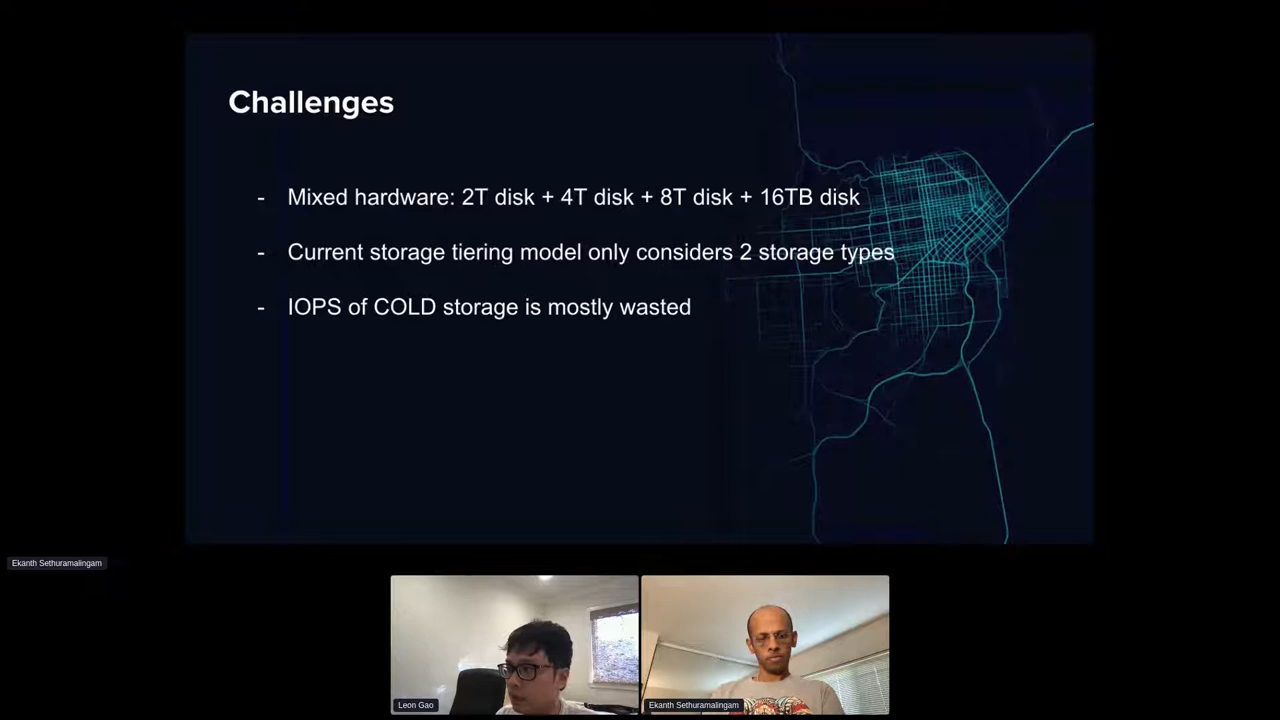 Challenges
- Mixed hardware: 2T disk + 4T disk + 8T disk + 16TB disk
- Current storage tiering model only considers 2 storage types
- IOPS of COLD storage is mostly wasted
Ekanth Sethuramalingam
Leon Gao
Ekanth Sethuramalingam